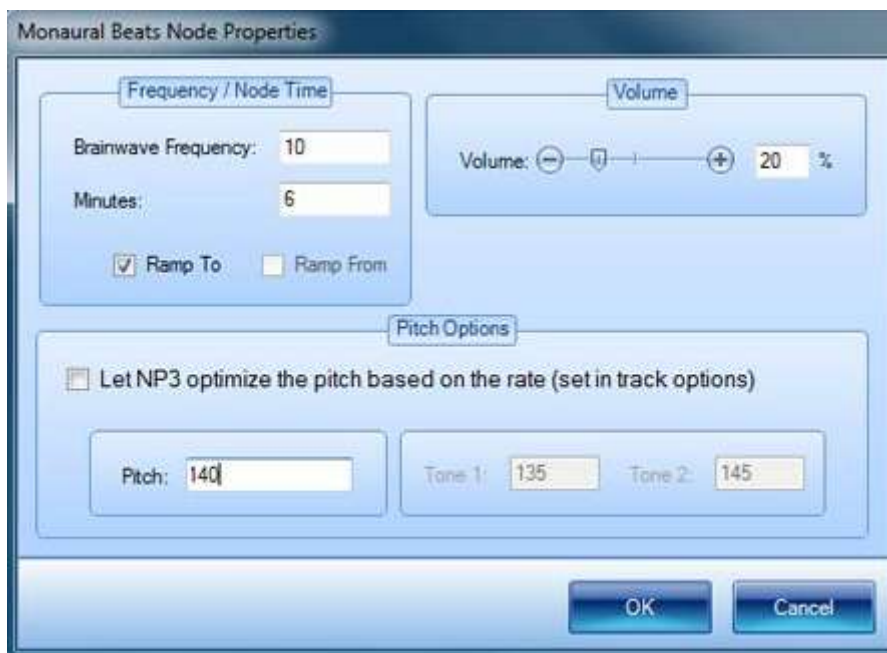 Monaural Beats Node Properties
Frequency / Node Time
Brainwave Frequency: 10
Minutes: 6
Ramp To Ramp From
Volume
Volume: 20 %
Pitch Options
Let NP3 optimize the pitch based on the rate (set in track options)
Pitch: 140
Tone 1: 135 Tone 2: 145
OK Cancel